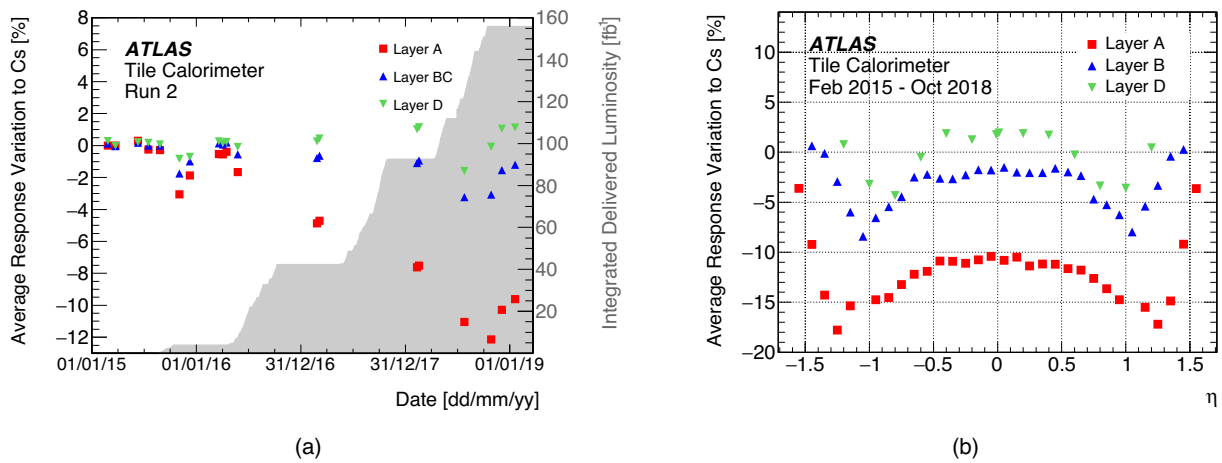 Average Response Variation to Cs [%]
8
6
4
2
0
−2
−4
−6
−8
−10
−12
ATLAS
Tile Calorimeter
Run 2
Layer A
Layer BC
Layer D
160
140
120
100
80
60
40
20
Integrated Delivered Luminosity [fb¹]
01/01/15 01/01/16 31/12/16 31/12/17 01/01/19
Date [dd/mm/yy]
(a)
Average Response Variation to Cs [%]
10
5
0
−5
−10
−15
−20
ATLAS
Tile Calorimeter
Feb 2015 - Oct 2018
Layer A
Layer B
Layer D
−1.5 −1 −0.5 0 0.5 1 1.5
η
(b)